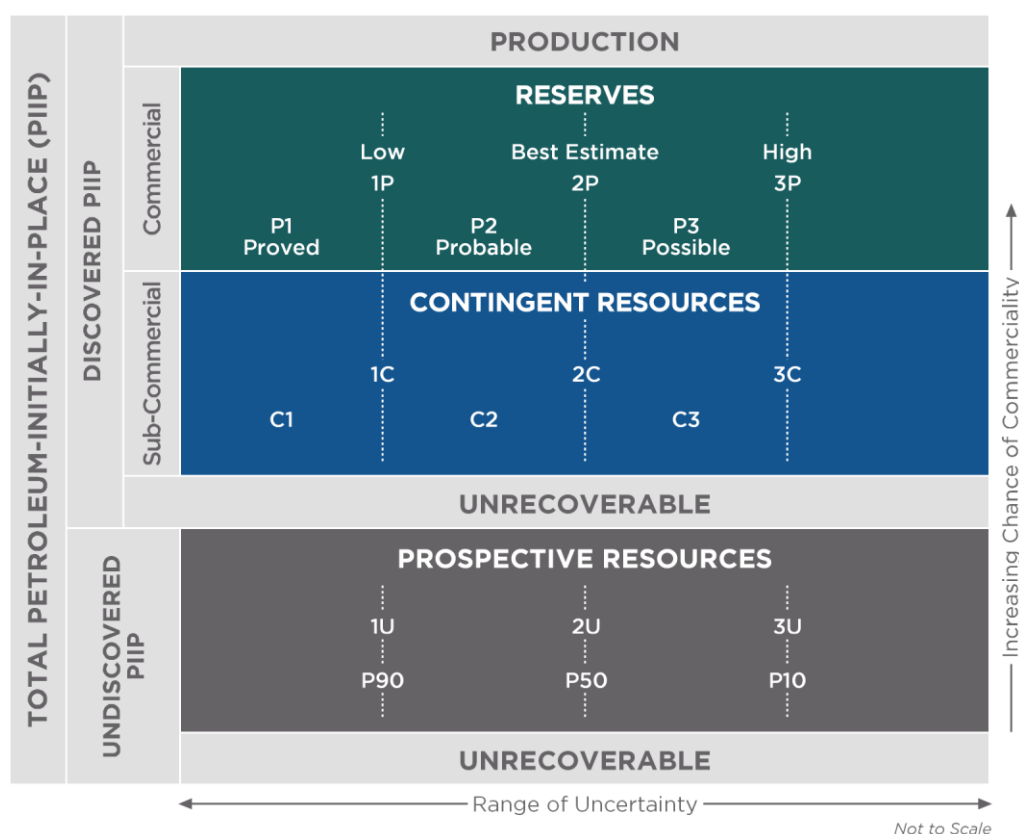 TOTAL PETROLEUM-INITIALLY-IN-PLACE (PIIP)
DISCOVERED PIIP
UNDISCOVERED
PIIP
Commercial
Sub-Commercial
PRODUCTION
RESERVES
Low
Best Estimate
High
1P
2P
3P
P1
Proved
P2
Probable
P3
Possible
CONTINGENT RESOURCES
1C
2C
3C
C1
C2
C3
UNRECOVERABLE
PROSPECTIVE RESOURCES
1U
2U
3U
P90
P50
P10
UNRECOVERABLE
Increasing Chance of Commerciality
Range of Uncertainty
Not to Scale